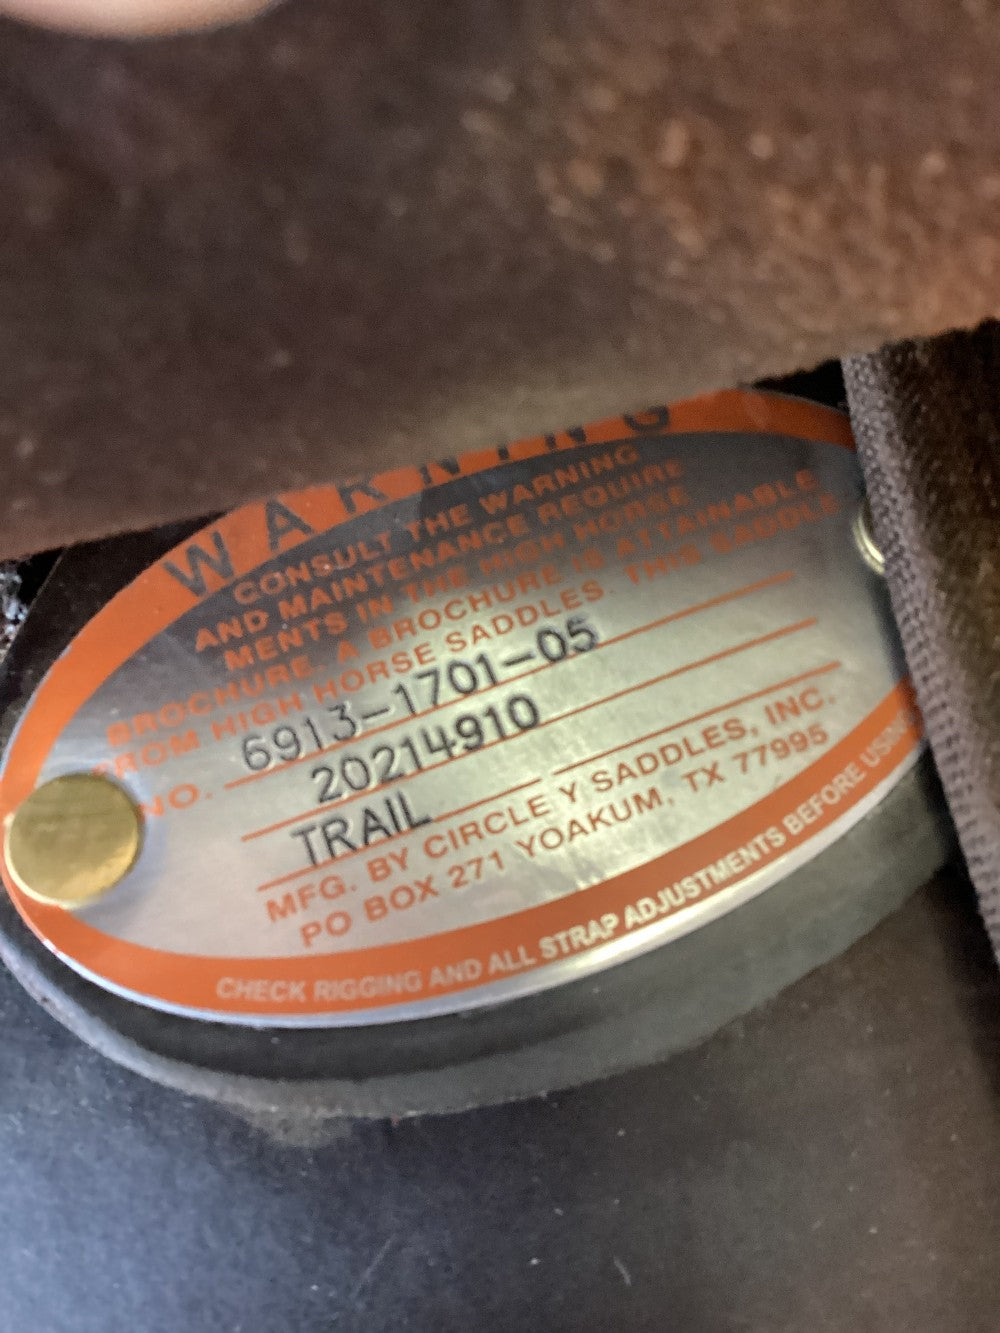 WARNING
CONSULT THE WARNING
AND MAINTENANCE REQUIRE
MENTS IN THE HIGH HORSE
BROCHURE. A BROCHURE IS ATTAINABLE
FROM HIGH HORSE SADDLES. THIS SADDLE
NO. 6913-1701-05
20214910
TRAIL
MFG. BY CIRCLE Y SADDLES, INC.
PO BOX 271 YOAKUM, TX 77995
CHECK RIGGING AND ALL STRAP ADJUSTMENTS BEFORE USING